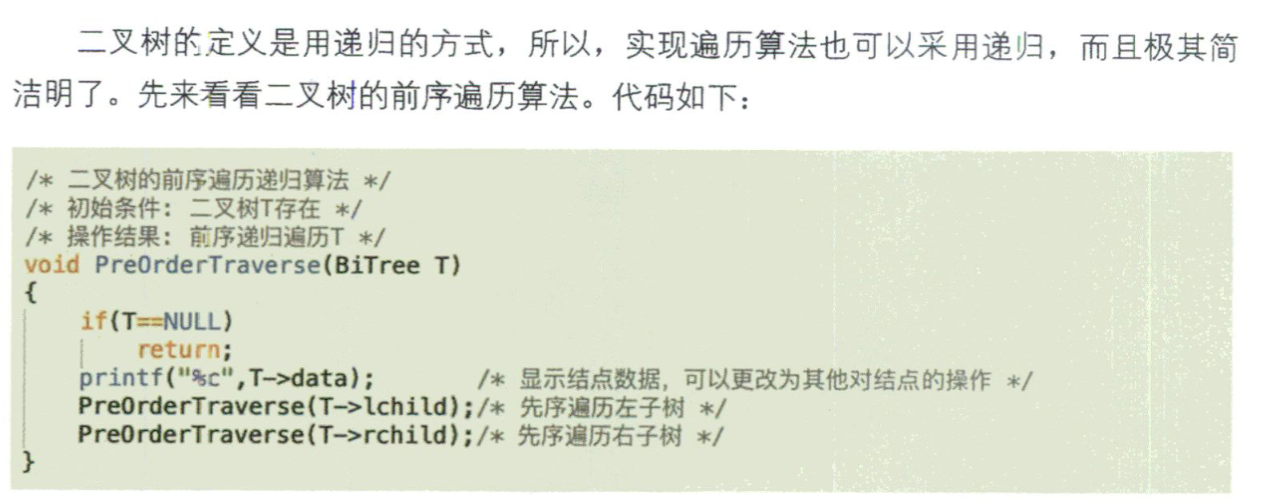 二叉树的定义是用递归的方式，所以，实现遍历算法也可以采用递归，而且极其简
洁明了。先来看看二叉树的前序遍历算法。代码如下：
/* 二叉树的前序遍历递归算法 */
/* 初始条件: 二叉树T存在 */
/* 操作结果: 前序递归遍历T */
void PreOrderTraverse(BiTree T)
{
    if(T==NULL)
        return;
    printf("%c",T->data);       /* 显示结点数据，可以更改为其他对结点的操作 */
    PreOrderTraverse(T->lchild);/* 先序遍历左子树 */
    PreOrderTraverse(T->rchild);/* 先序遍历右子树 */
}